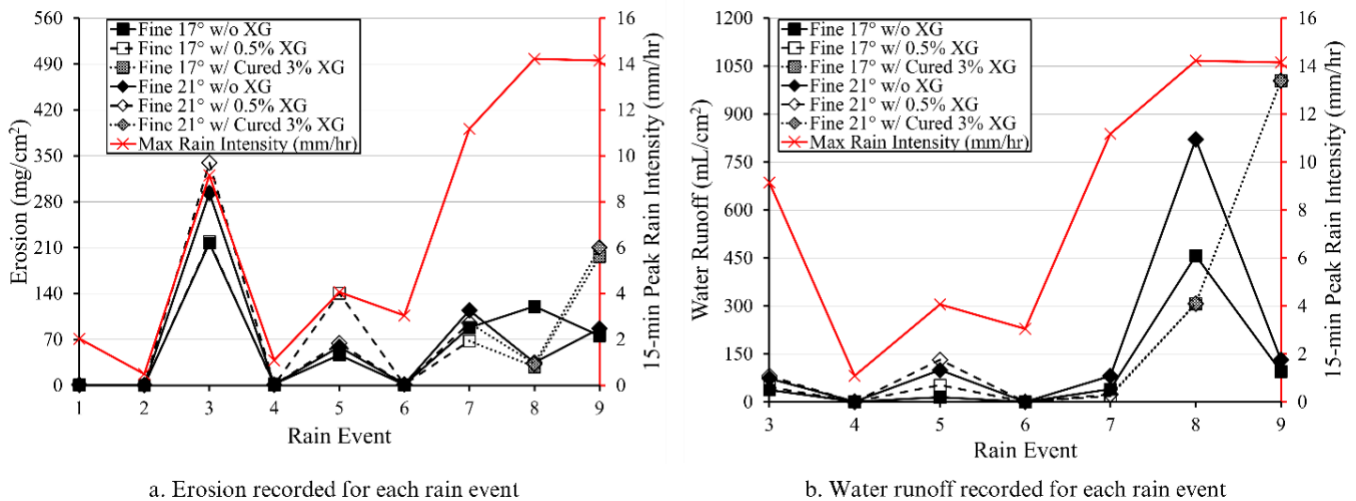 560
490
420
350
280
210
140
70
0
Erosion (mg/cm²)
Fine 17° w/o XG
Fine 17° w/ 0.5% XG
Fine 17° w/ Cured 3% XG
Fine 21° w/o XG
Fine 21° w/ 0.5% XG
Fine 21° w/ Cured 3% XG
Max Rain Intensity (mm/hr)
16
14
12
10
8
6
4
2
0
15-min Peak Rain Intensity (mm/hr)
1 2 3 4 5 6 7 8 9
Rain Event
a. Erosion recorded for each rain event
1200
1050
900
750
600
450
300
150
0
Water Runoff (mL/cm²)
Fine 17° w/o XG
Fine 17° w/ 0.5% XG
Fine 17° w/ Cured 3% XG
Fine 21° w/o XG
Fine 21° w/ 0.5% XG
Fine 21° w/ Cured 3% XG
Max Rain Intensity (mm/hr)
16
14
12
10
8
6
4
2
0
15-min Peak Rain Intensity (mm/hr)
3 4 5 6 7 8 9
Rain Event
b. Water runoff recorded for each rain event